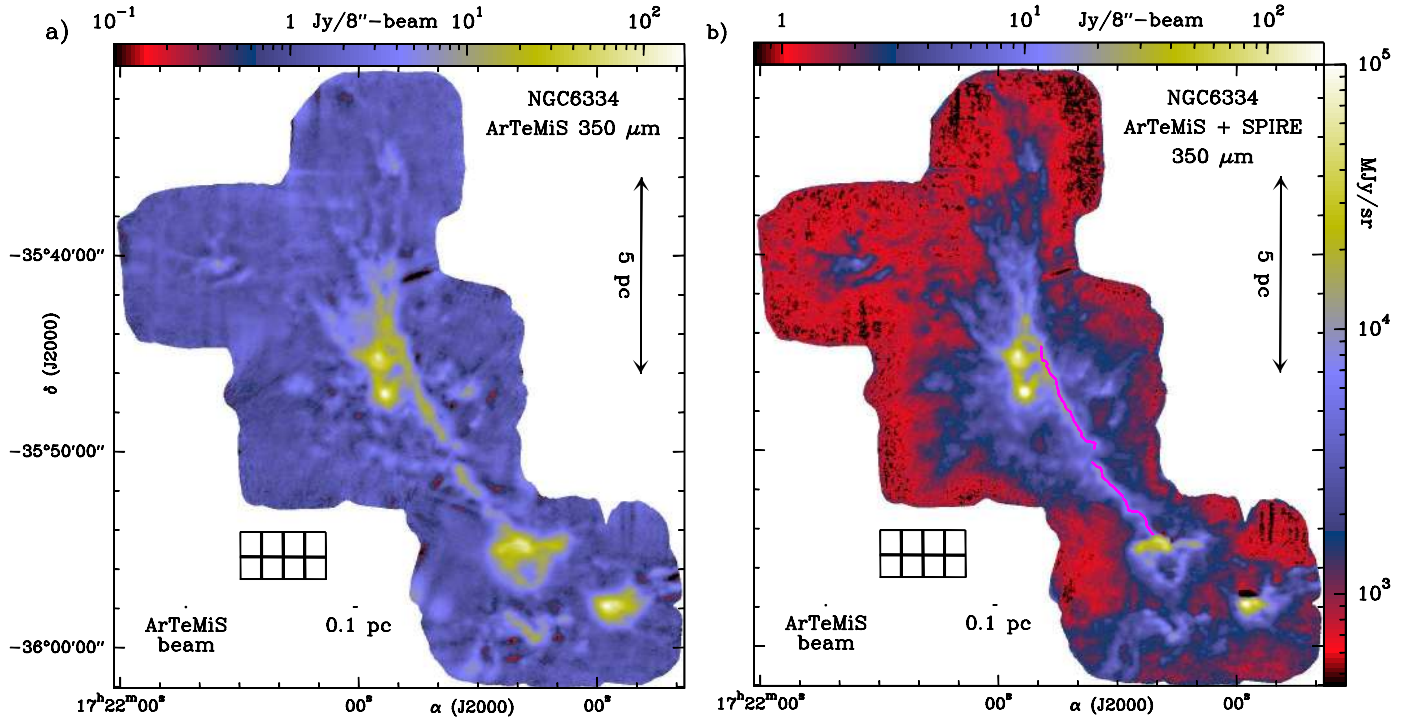 a)
10⁻¹ 1 Jy/8″−beam 10¹ 10²
NGC6334
ArTeMiS 350 μm
5 pc
−35°40′00″
−35°50′00″
−36°00′00″
δ (J2000)
ArTeMiS
beam
0.1 pc
17ʰ22ᵐ00ˢ 00ˢ α (J2000) 00ˢ
b)
1 10¹ Jy/8″−beam 10²
NGC6334
ArTeMiS + SPIRE
350 μm
5 pc
ArTeMiS
beam
0.1 pc
17ʰ22ᵐ00ˢ 00ˢ α (J2000) 00ˢ
10⁵
MJy/sr
10⁴
10³